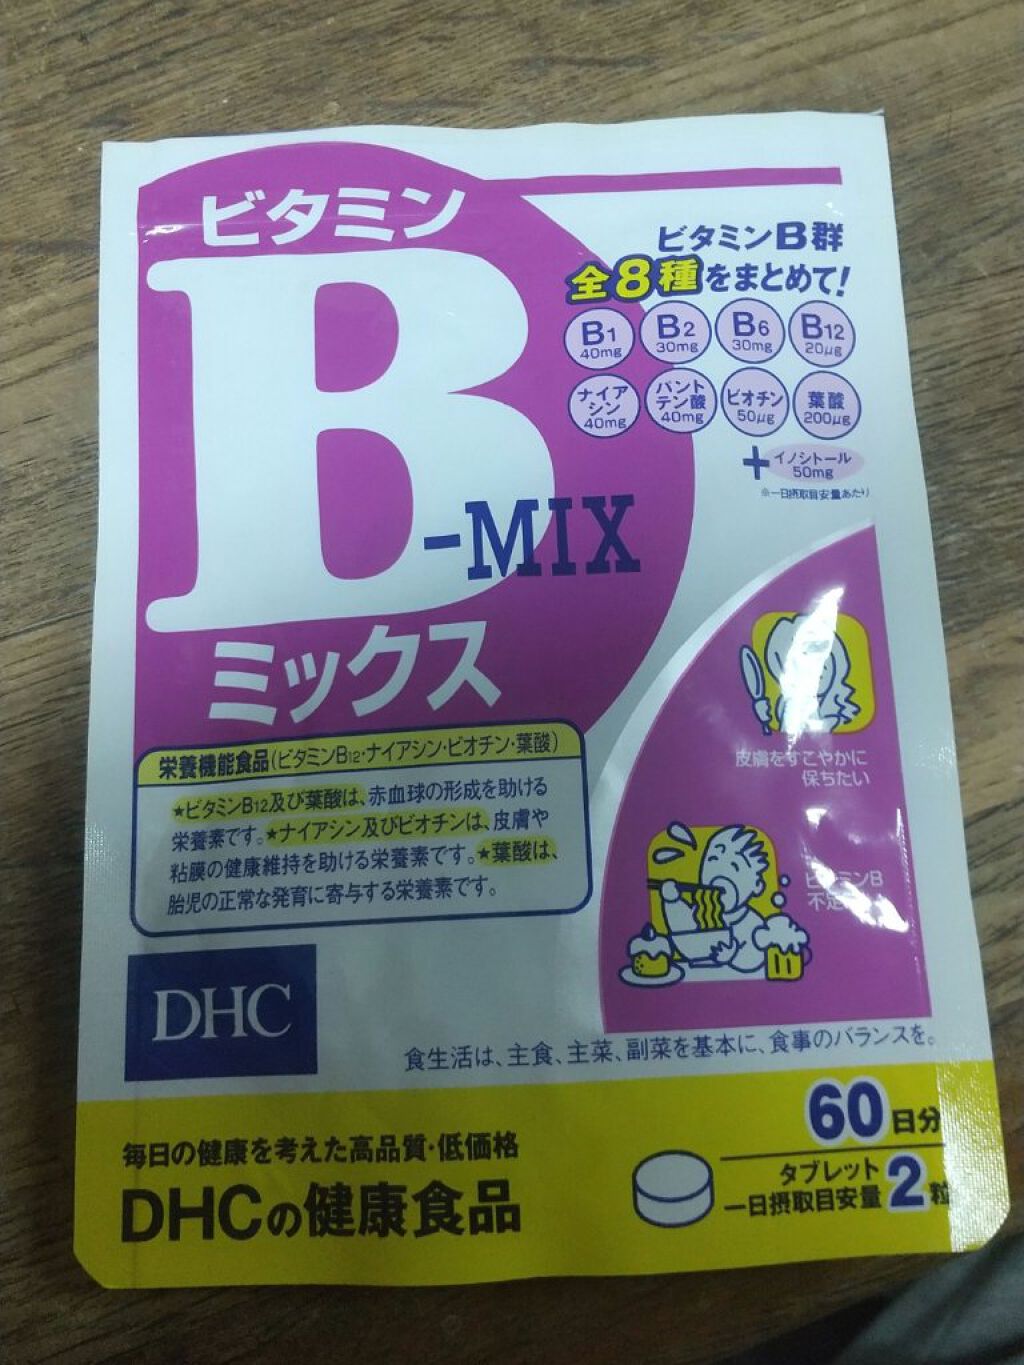 ビタミン
B
-MIX
ミックス
ビタミンB群
全8種をまとめて!
B1
40mg
B2
30mg
B6
30mg
B12
20μg
ナイア
シン
40mg
パント
テン酸
40mg
ビオチン
50μg
葉酸
200μg
+イノシトール
50mg
※一日摂取目安量あたり
栄養機能食品(ビタミンB12・ナイアシン・ビオチン・葉酸)
★ビタミンB12及び葉酸は、赤血球の形成を助ける
栄養素です。★ナイアシン及びビオチンは、皮膚や
粘膜の健康維持を助ける栄養素です。★葉酸は、
胎児の正常な発育に寄与する栄養素です。
皮膚をすこやかに
保ちたい
ビタミンB
不足
DHC
食生活は、主食、主菜、副菜を基本に、食事のバランスを。
毎日の健康を考えた高品質・低価格
DHCの健康食品
60日分
タブレット
一日摂取目安量
2粒